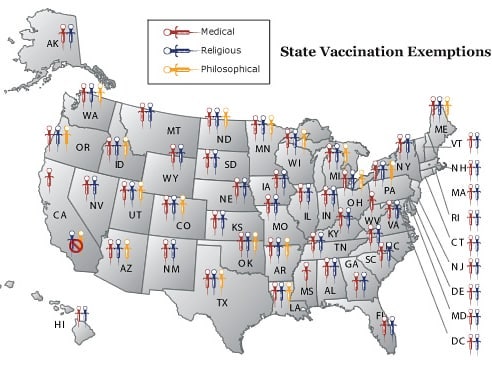 Medical
Religious
Philosophical
State Vaccination Exemptions
AK
WA
OR
CA
ID
NV
MT
WY
UT
AZ
CO
NM
ND
SD
NE
KS
OK
TX
MN
IA
MO
AR
LA
WI
IL
MI
IN
OH
KY
TN
MS
AL
GA
FL
SC
NC
VA
WV
PA
NY
ME
VT
NH
MA
RI
CT
NJ
DE
MD
DC
HI